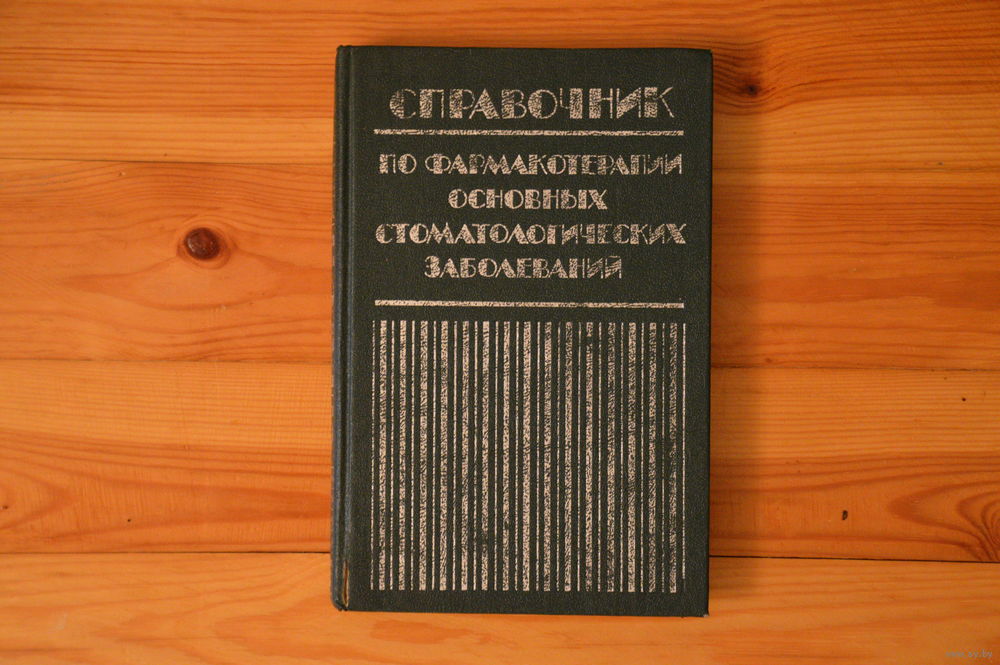 СПРАВОЧНИК
ПО ФАРМАКОТЕРАПИИ
ОСНОВНЫХ
СТОМАТОЛОГИЧЕСКИХ
ЗАБОЛЕВАНИЙ